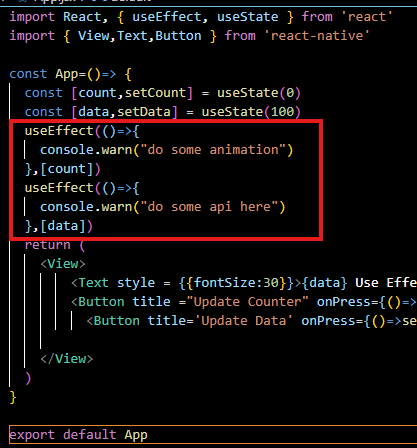 import React, { useEffect, useState } from 'react'
import { View,Text,Button } from 'react-native'
const App=()=> {
const [count,setCount] = useState(0)
const [data,setData] = useState(100)
useEffect(()=>{
console.warn("do some animation")
},[count])
useEffect(()=>{
console.warn("do some api here")
},[data])
return (
<View>
<Text style = {{fontSize:30}}>{data} Use Effe
<Button title ="Update Counter" onPress={()=>
<Button title='Update Data' onPress={()=>se
</View>
)
}
export default App